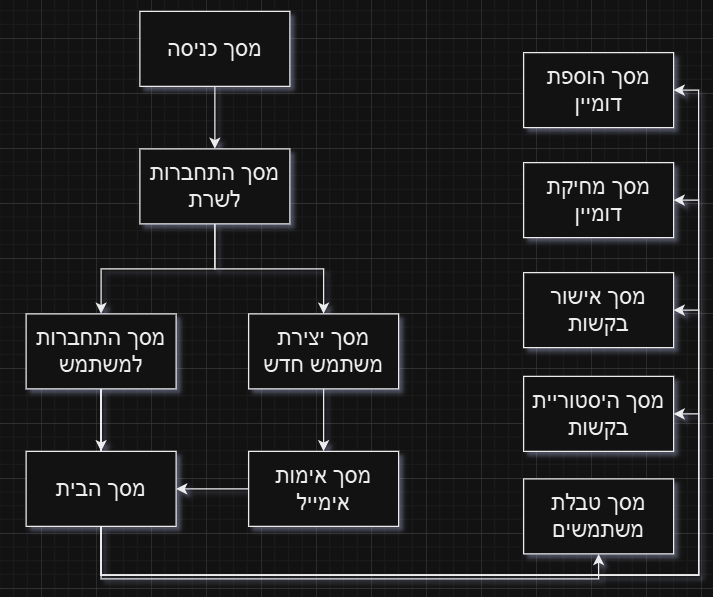 מסך כניסה
מסך התחברות
לשרת
מסך התחברות
למשתמש
מסך יצירת
משתמש חדש
מסך הבית
מסך אימות
אימייל
מסך הוספת
דומיין
מסך מחיקת
דומיין
מסך אישור
בקשות
מסך היסטוריית
בקשות
מסך טבלת
משתמשים